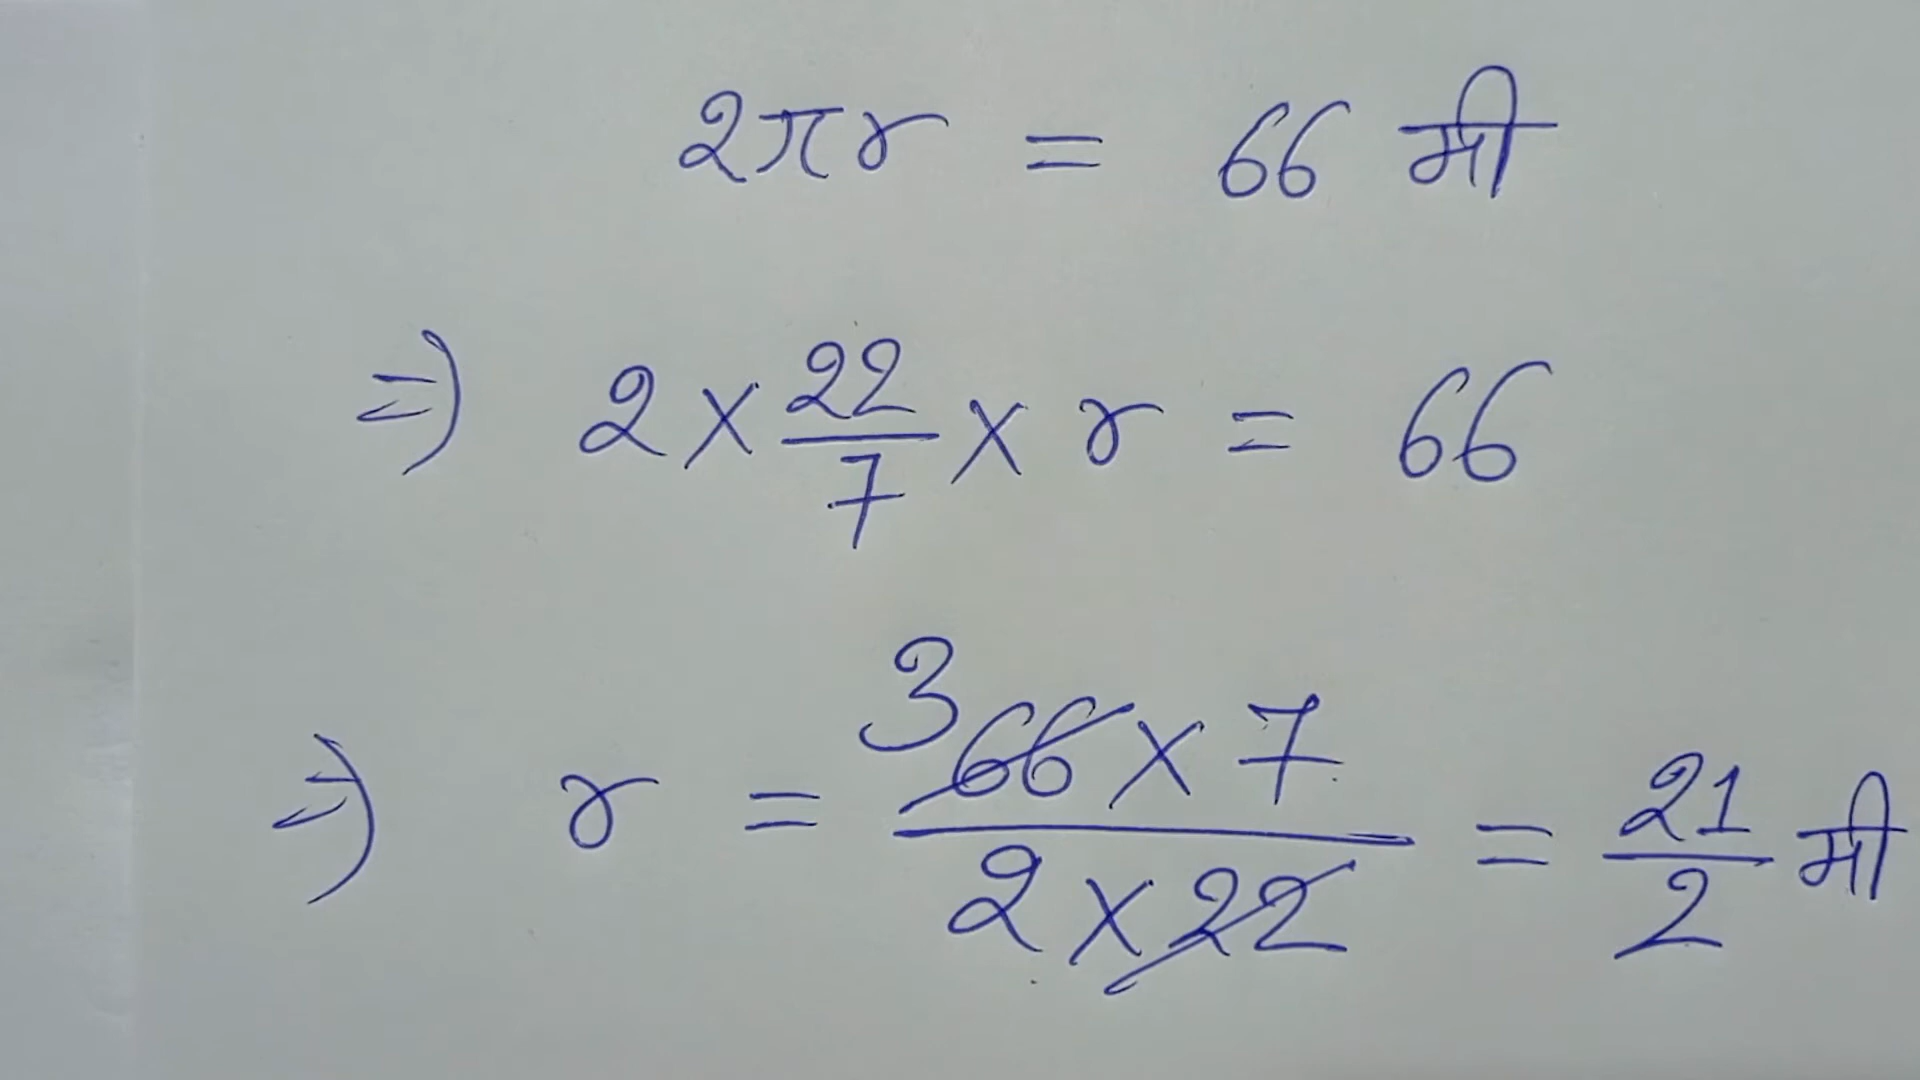 2πr = 66 मी
⇒ 2 × 22/7 × r = 66
⇒ r = 3 66 × 7 / 2 × 22 = 21/2 मी